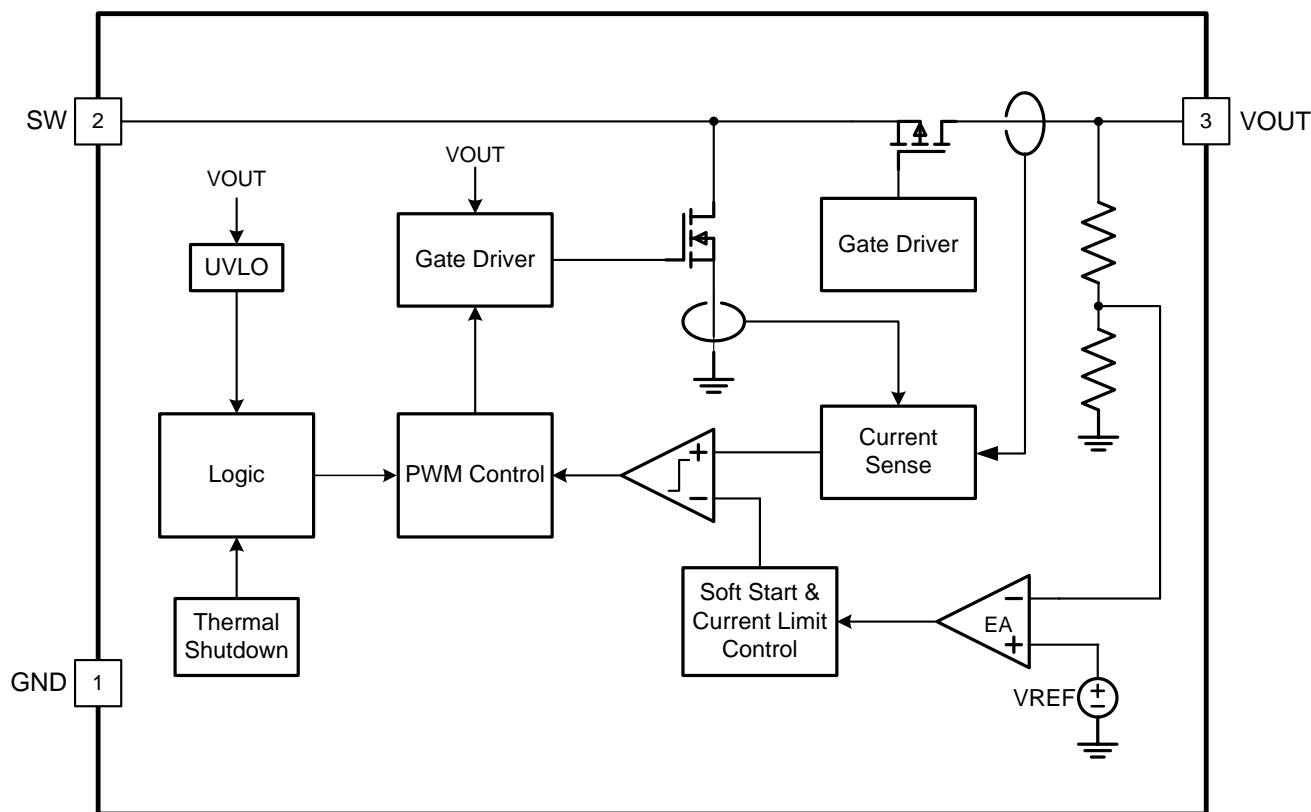 SW
2
3
VOUT
VOUT
VOUT
UVLO
Gate Driver
Gate Driver
Logic
PWM Control
+
−
Current
Sense
Thermal
Shutdown
Soft Start &
Current Limit
Control
−
EA
+
GND
1
VREF
+
−